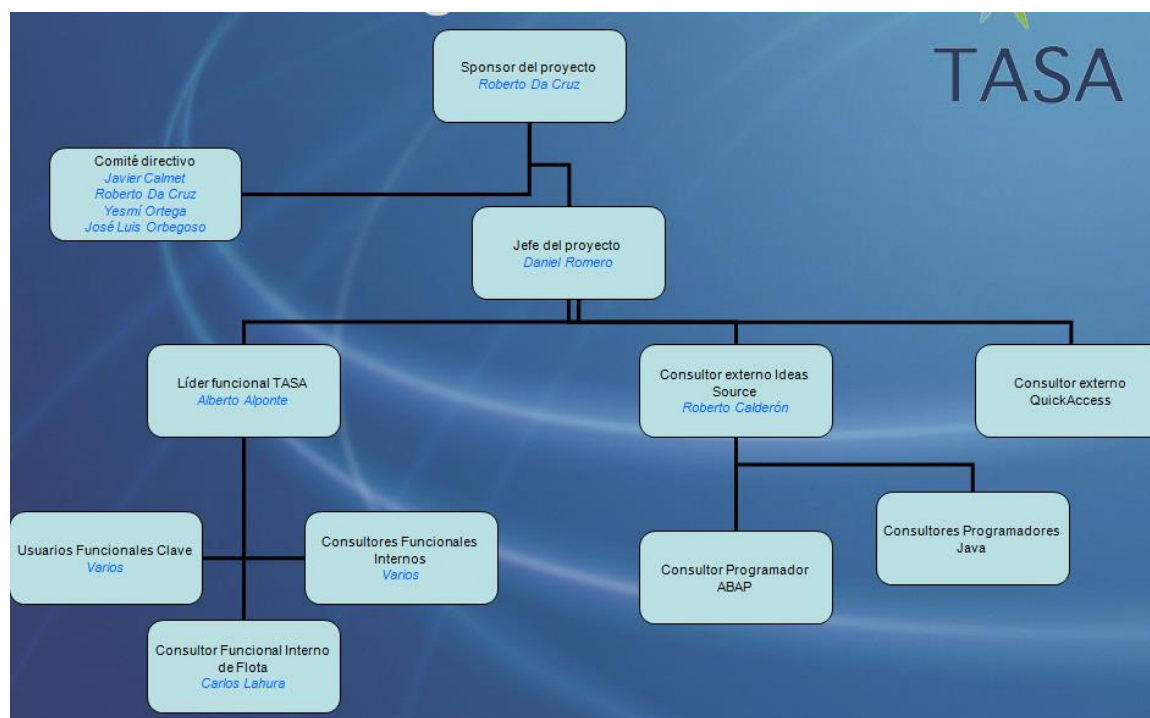 TASA
Sponsor del proyecto
Roberto Da Cruz
Comité directivo
Javier Calmet
Roberto Da Cruz
Yesmí Ortega
José Luis Orbegoso
Jefe del proyecto
Daniel Romero
Líder funcional TASA
Alberto Alponte
Consultor externo Ideas
Source
Roberto Calderón
Consultor externo
QuickAccess
Usuarios Funcionales Clave
Varios
Consultores Funcionales
Internos
Varios
Consultor Funcional Interno
de Flota
Carlos Lahura
Consultor Programador
ABAP
Consultores Programadores
Java